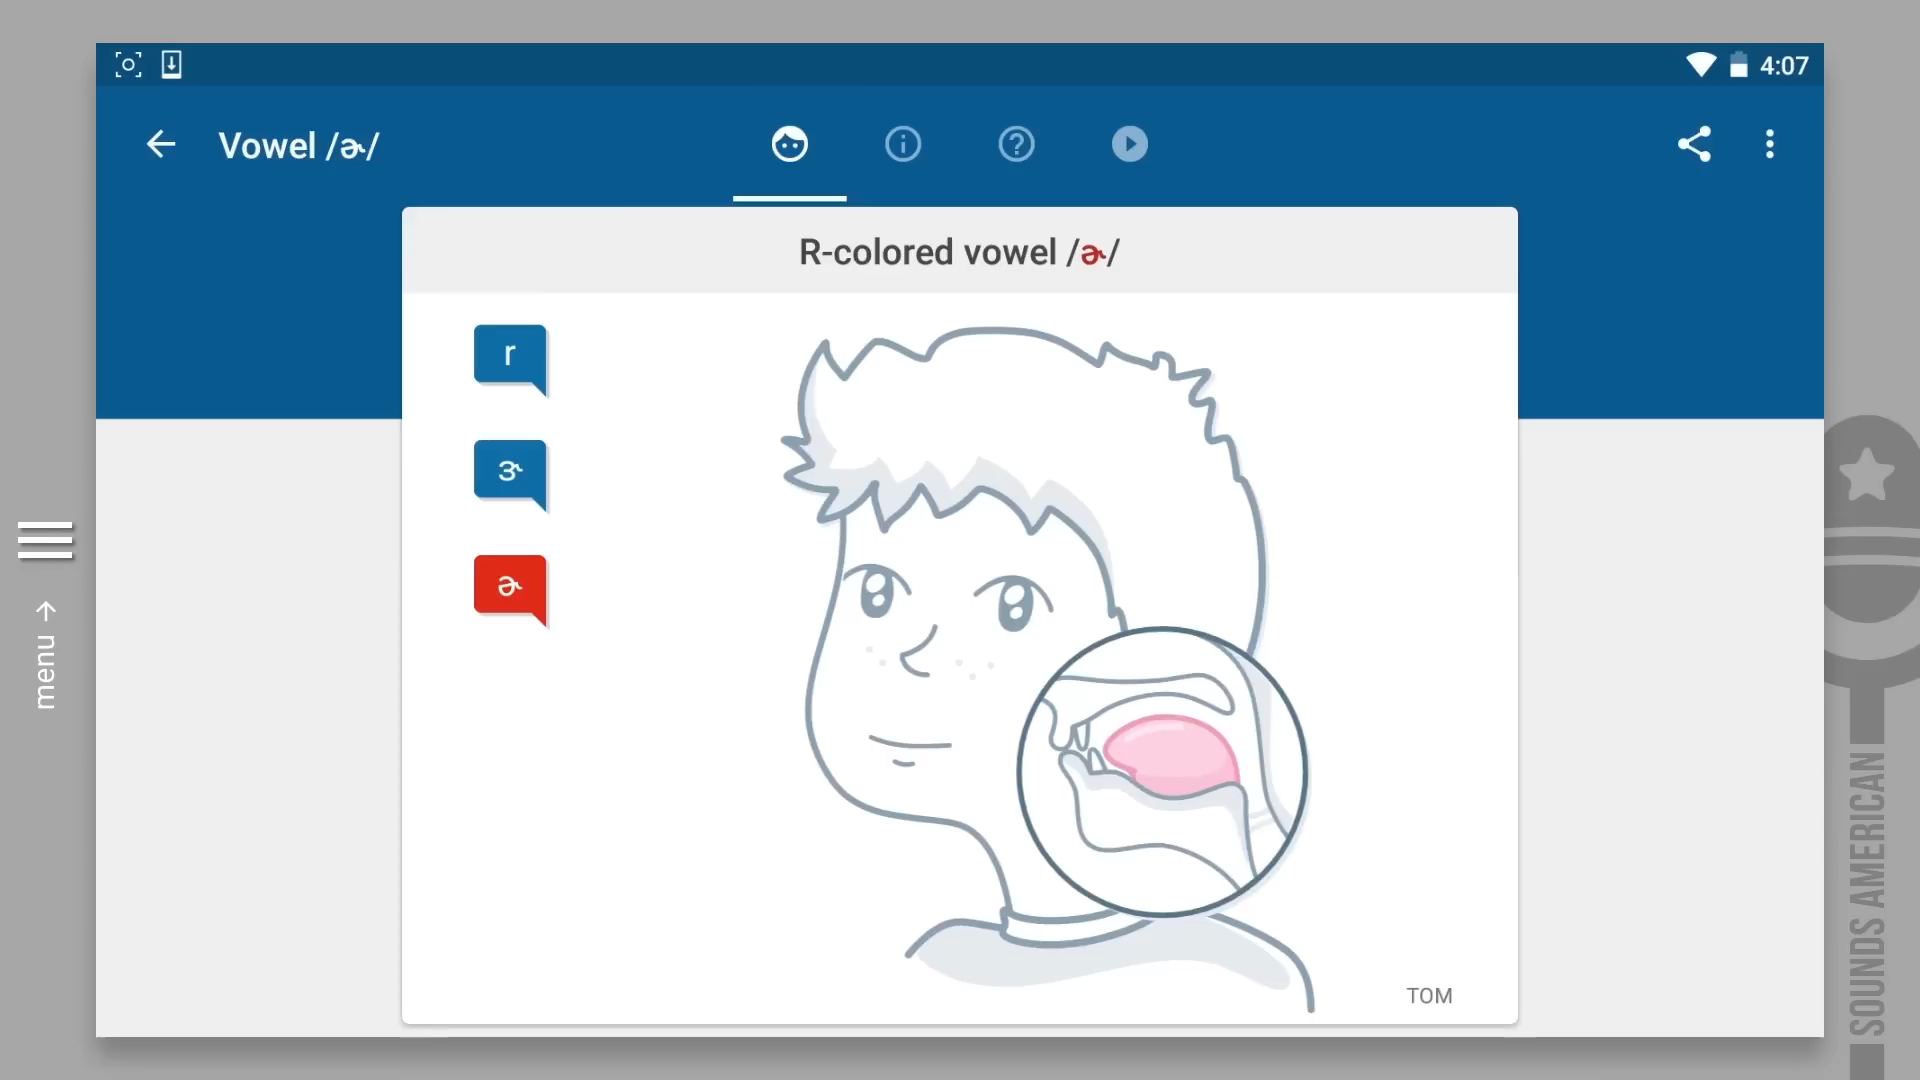 4:07
Vowel /ɚ/
R-colored vowel /ɚ/
r
ɝ
ɚ
menu
TOM
SOUNDS AMERICAN